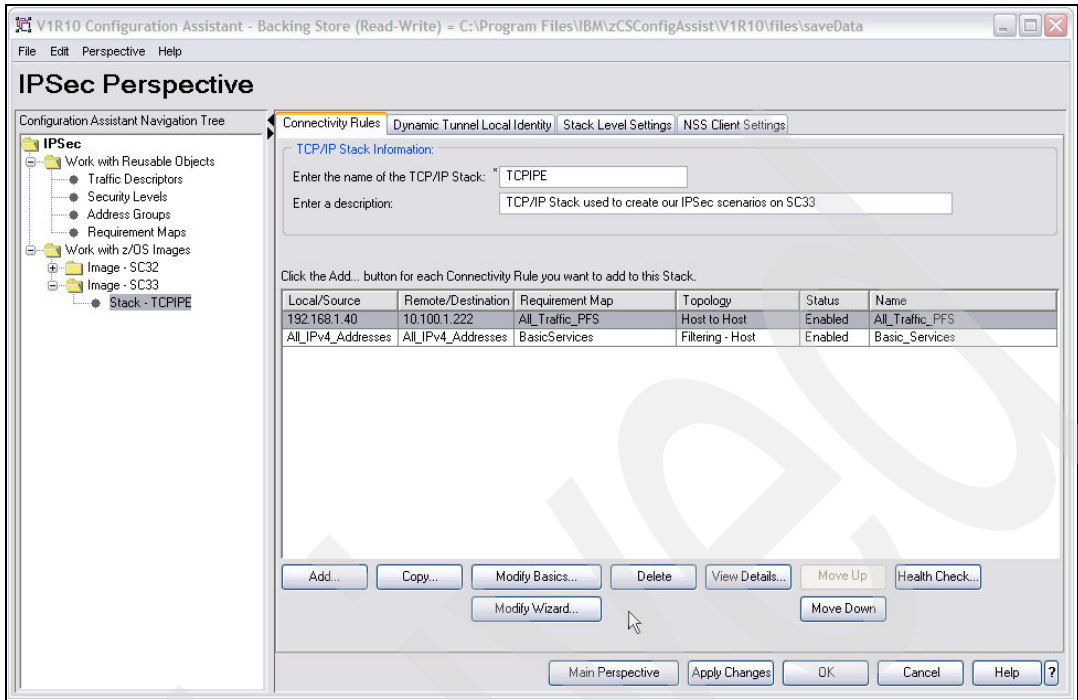 V1R10 Configuration Assistant - Backing Store (Read-Write) = C:\Program Files\IBM\zCSConfigAssist\V1R10\files\saveData
File Edit Perspective Help
IPSec Perspective
Configuration Assistant Navigation Tree
IPSec
Work with Reusable Objects
Traffic Descriptors
Security Levels
Address Groups
Requirement Maps
Work with z/OS Images
Image - SC32
Image - SC33
Stack - TCPIPE
Connectivity Rules Dynamic Tunnel Local Identity Stack Level Settings NSS Client Settings
TCP/IP Stack Information:
Enter the name of the TCP/IP Stack: * TCPIPE
Enter a description: TCP/IP Stack used to create our IPSec scenarios on SC33
Click the Add... button for each Connectivity Rule you want to add to this Stack.
Local/Source Remote/Destination Requirement Map Topology Status Name
192.168.1.40 10.100.1.222 All_Traffic_PFS Host to Host Enabled All_Traffic_PFS
All_IPv4_Addresses All_IPv4_Addresses BasicServices Filtering - Host Enabled Basic_Services
Add... Copy... Modify Basics... Delete View Details... Move Up Health Check...
Modify Wizard... Move Down
Main Perspective Apply Changes OK Cancel Help ?